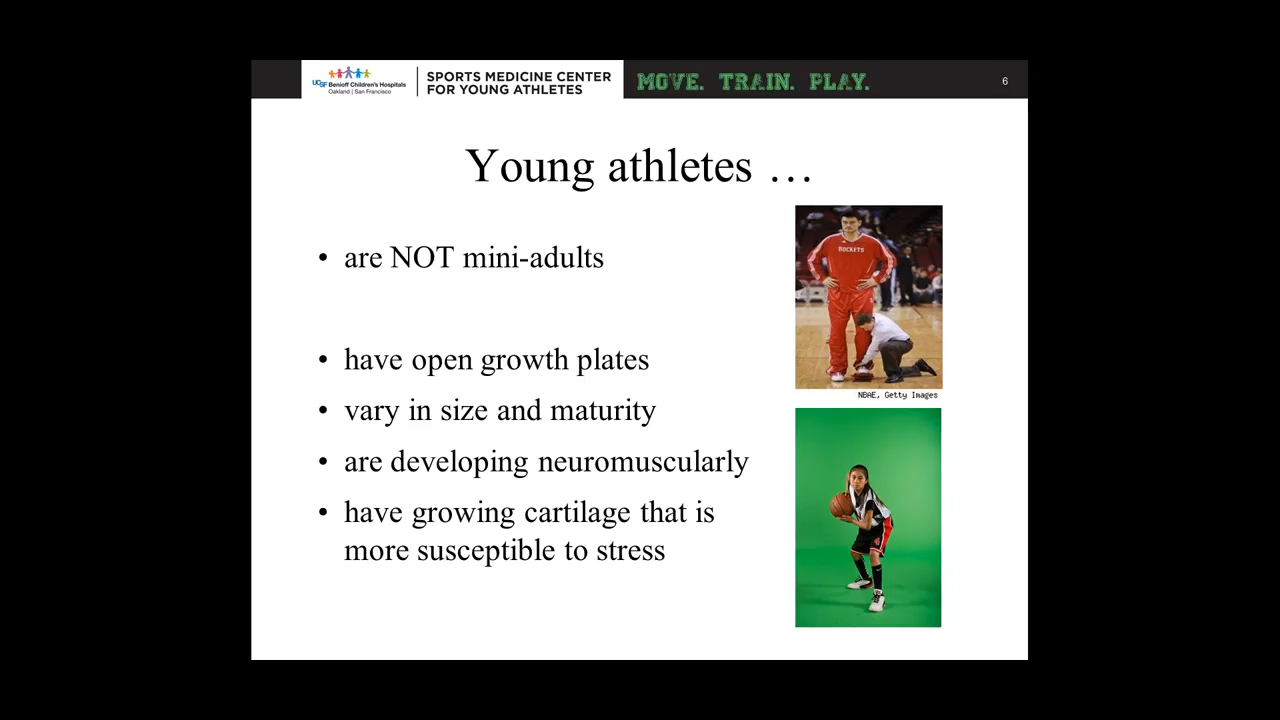 UCSF Benioff Children's Hospitals
Oakland | San Francisco
SPORTS MEDICINE CENTER
FOR YOUNG ATHLETES
MOVE. TRAIN. PLAY.
6
Young athletes …
• are NOT mini-adults
• have open growth plates
• vary in size and maturity
• are developing neuromuscularly
• have growing cartilage that is
more susceptible to stress
ROCKETS
NBAE, Getty Images